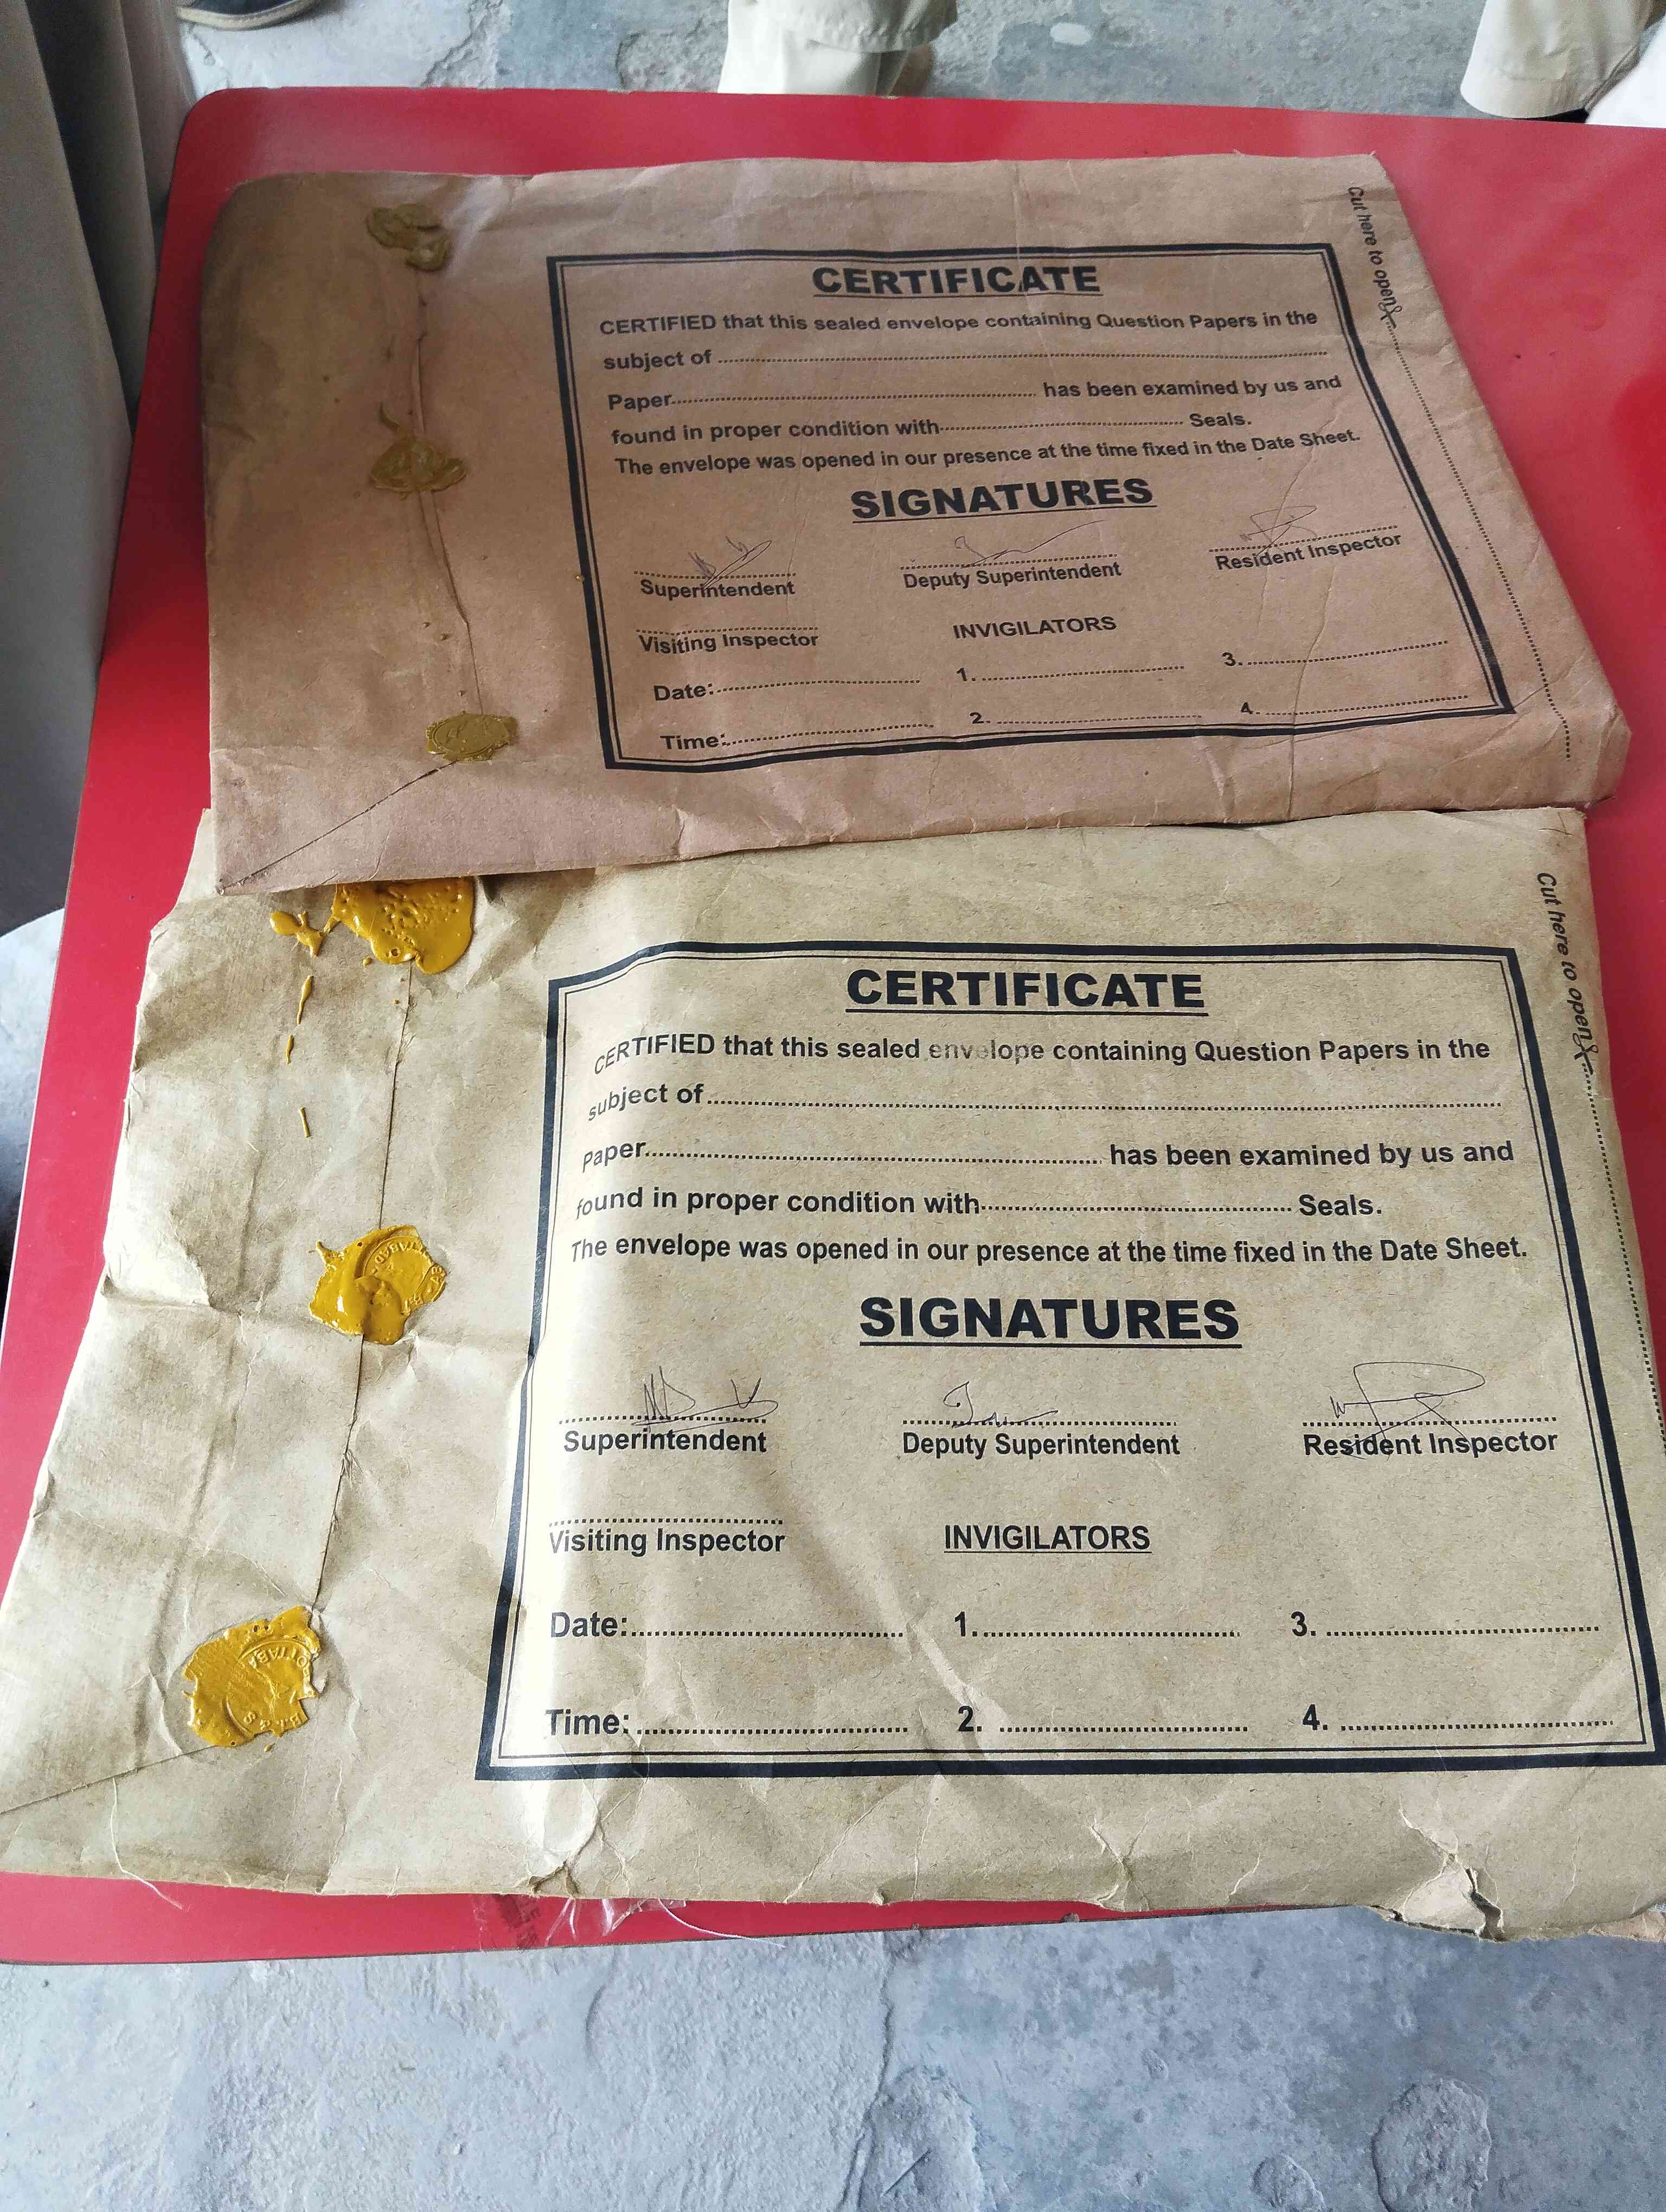 Cut here to open
CERTIFICATE
CERTIFIED that this sealed envelope containing Question Papers in the
subject of
Paper has been examined by us and
found in proper condition with Seals.
The envelope was opened in our presence at the time fixed in the Date Sheet.
SIGNATURES
Superintendent Deputy Superintendent Resident Inspector
Visiting Inspector INVIGILATORS
Date: 1. 3.
Time: 2. 4.
Cut here to open
CERTIFICATE
CERTIFIED that this sealed envelope containing Question Papers in the
subject of
Paper has been examined by us and
found in proper condition with Seals.
The envelope was opened in our presence at the time fixed in the Date Sheet.
SIGNATURES
Superintendent Deputy Superintendent Resident Inspector
Visiting Inspector INVIGILATORS
Date: 1. 3.
Time: 2. 4.